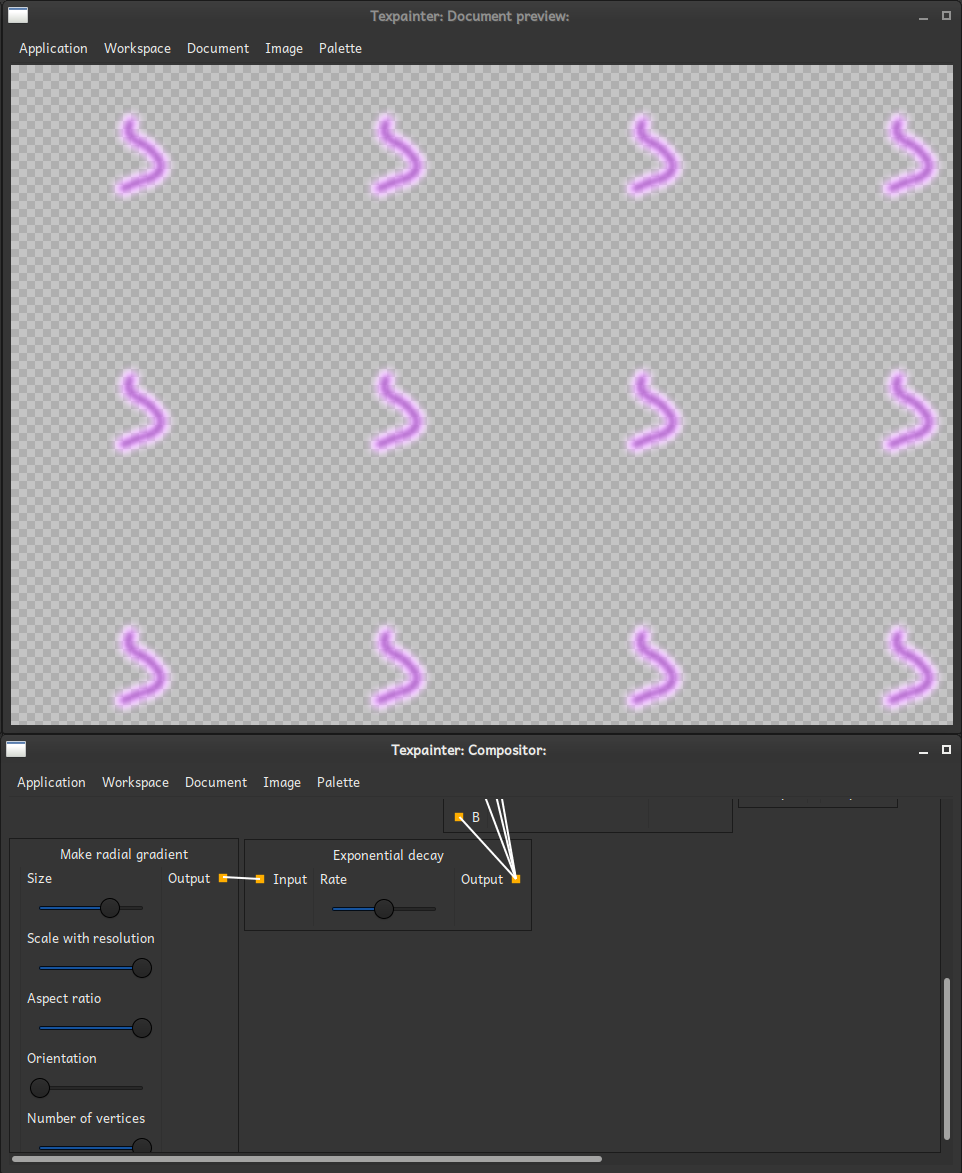 Texpainter: Document preview:
Application Workspace Document Image Palette
Texpainter: Compositor:
Application Workspace Document Image Palette
B
Make radial gradient
Size Output
Scale with resolution
Aspect ratio
Orientation
Number of vertices
Exponential decay
Input Rate Output